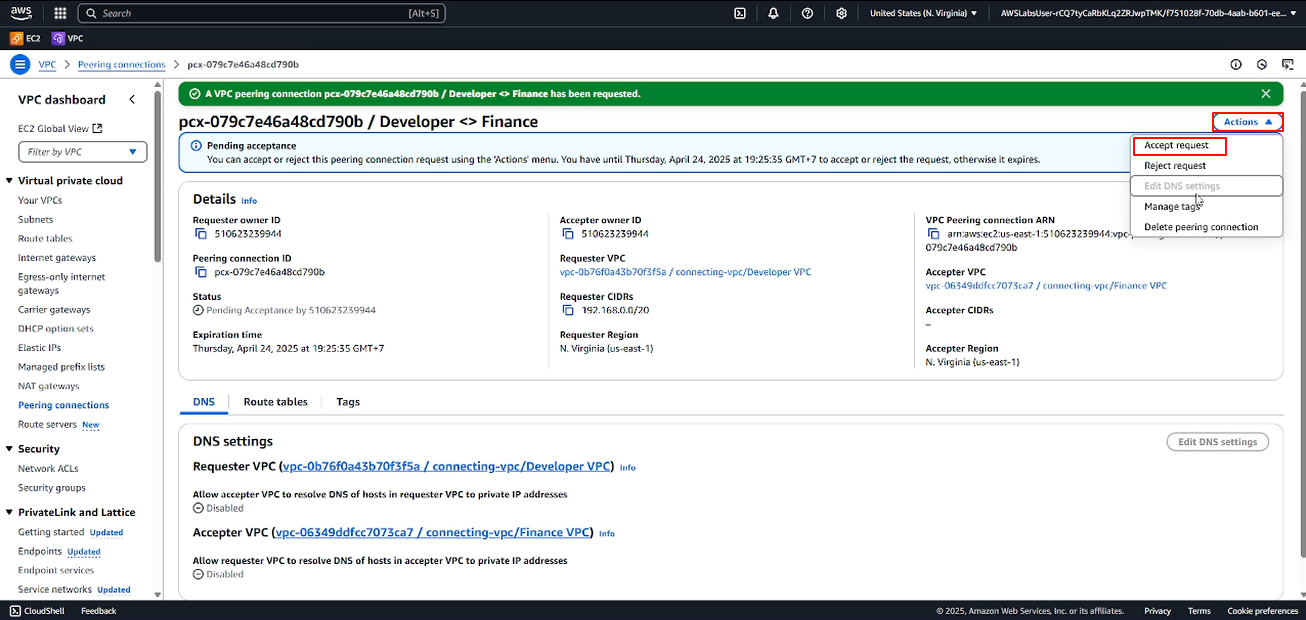 aws
Search [Alt+S]
United States (N. Virginia)
AWSLabsUser-rCQ7tyCaRbKLq2ZRJwpTMK/f751028f-70db-4aab-b601-ee...
EC2
VPC
VPC > Peering connections > pcx-079c7e46a48cd790b
VPC dashboard
EC2 Global View
Filter by VPC
Virtual private cloud
Your VPCs
Subnets
Route tables
Internet gateways
Egress-only internet
gateways
Carrier gateways
DHCP option sets
Elastic IPs
Managed prefix lists
NAT gateways
Peering connections
Route servers New
Security
Network ACLs
Security groups
PrivateLink and Lattice
Getting started Updated
Endpoints Updated
Endpoint services
Service networks Updated
A VPC peering connection pcx-079c7e46a48cd790b / Developer <> Finance has been requested.
pcx-079c7e46a48cd790b / Developer <> Finance
Actions
Accept request
Reject request
Edit DNS settings
Manage tags
Delete peering connection
Pending acceptance
You can accept or reject this peering connection request using the 'Actions' menu. You have until Thursday, April 24, 2025 at 19:25:35 GMT+7 to accept or reject the request, otherwise it expires.
Details Info
Requester owner ID
510623239944
Peering connection ID
pcx-079c7e46a48cd790b
Status
Pending Acceptance by 510623239944
Expiration time
Thursday, April 24, 2025 at 19:25:35 GMT+7
Accepter owner ID
510623239944
Requester VPC
vpc-0b76f0a43b70f3f5a / connecting-vpc/Developer VPC
Requester CIDRs
192.168.0.0/20
Requester Region
N. Virginia (us-east-1)
VPC Peering connection ARN
arn:aws:ec2:us-east-1:510623239944:vpc-
079c7e46a48cd790b
Accepter VPC
vpc-06349ddfcc7073ca7 / connecting-vpc/Finance VPC
Accepter CIDRs
–
Accepter Region
N. Virginia (us-east-1)
DNS
Route tables
Tags
DNS settings
Edit DNS settings
Requester VPC (vpc-0b76f0a43b70f3f5a / connecting-vpc/Developer VPC) Info
Allow accepter VPC to resolve DNS of hosts in requester VPC to private IP addresses
Disabled
Accepter VPC (vpc-06349ddfcc7073ca7 / connecting-vpc/Finance VPC) Info
Allow requester VPC to resolve DNS of hosts in accepter VPC to private IP addresses
Disabled
CloudShell
Feedback
© 2025, Amazon Web Services, Inc. or its affiliates.
Privacy
Terms
Cookie preferences